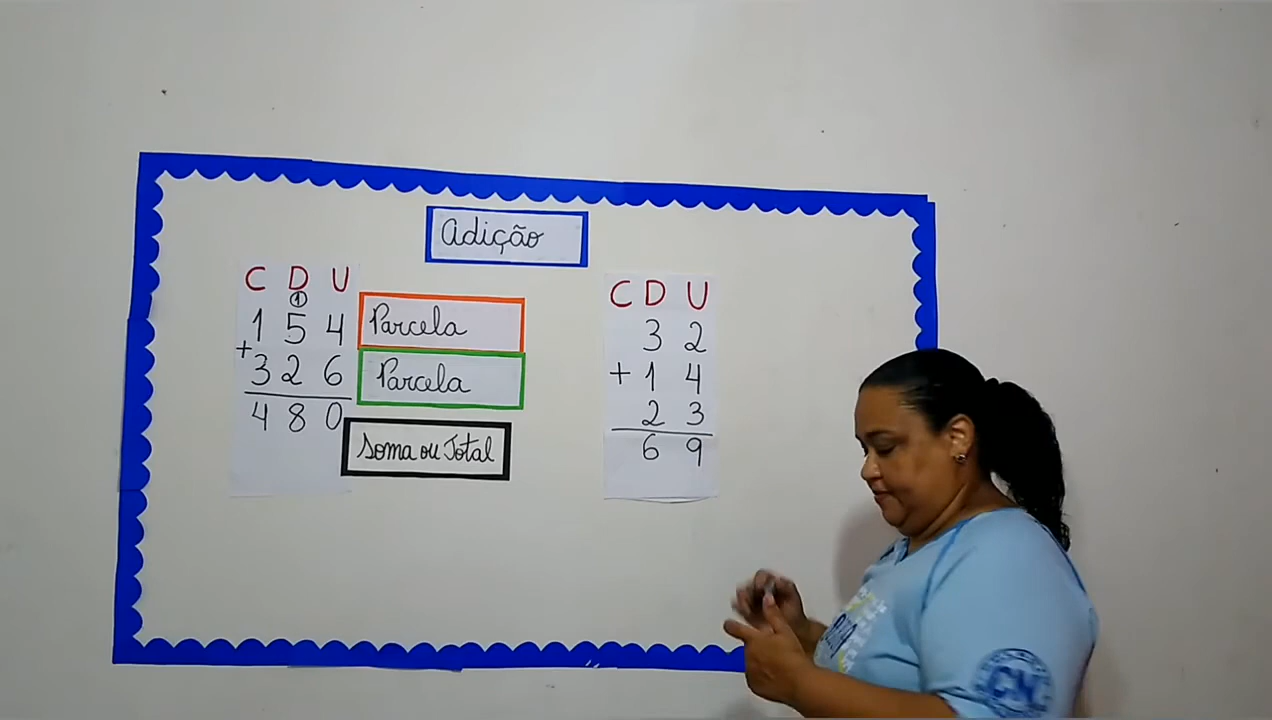 Adição
C D U
1
1 5 4
+
3 2 6
4 8 0
Parcela
Parcela
Soma ou Total
C D U
3 2
+ 1 4
2 3
6 9
CN